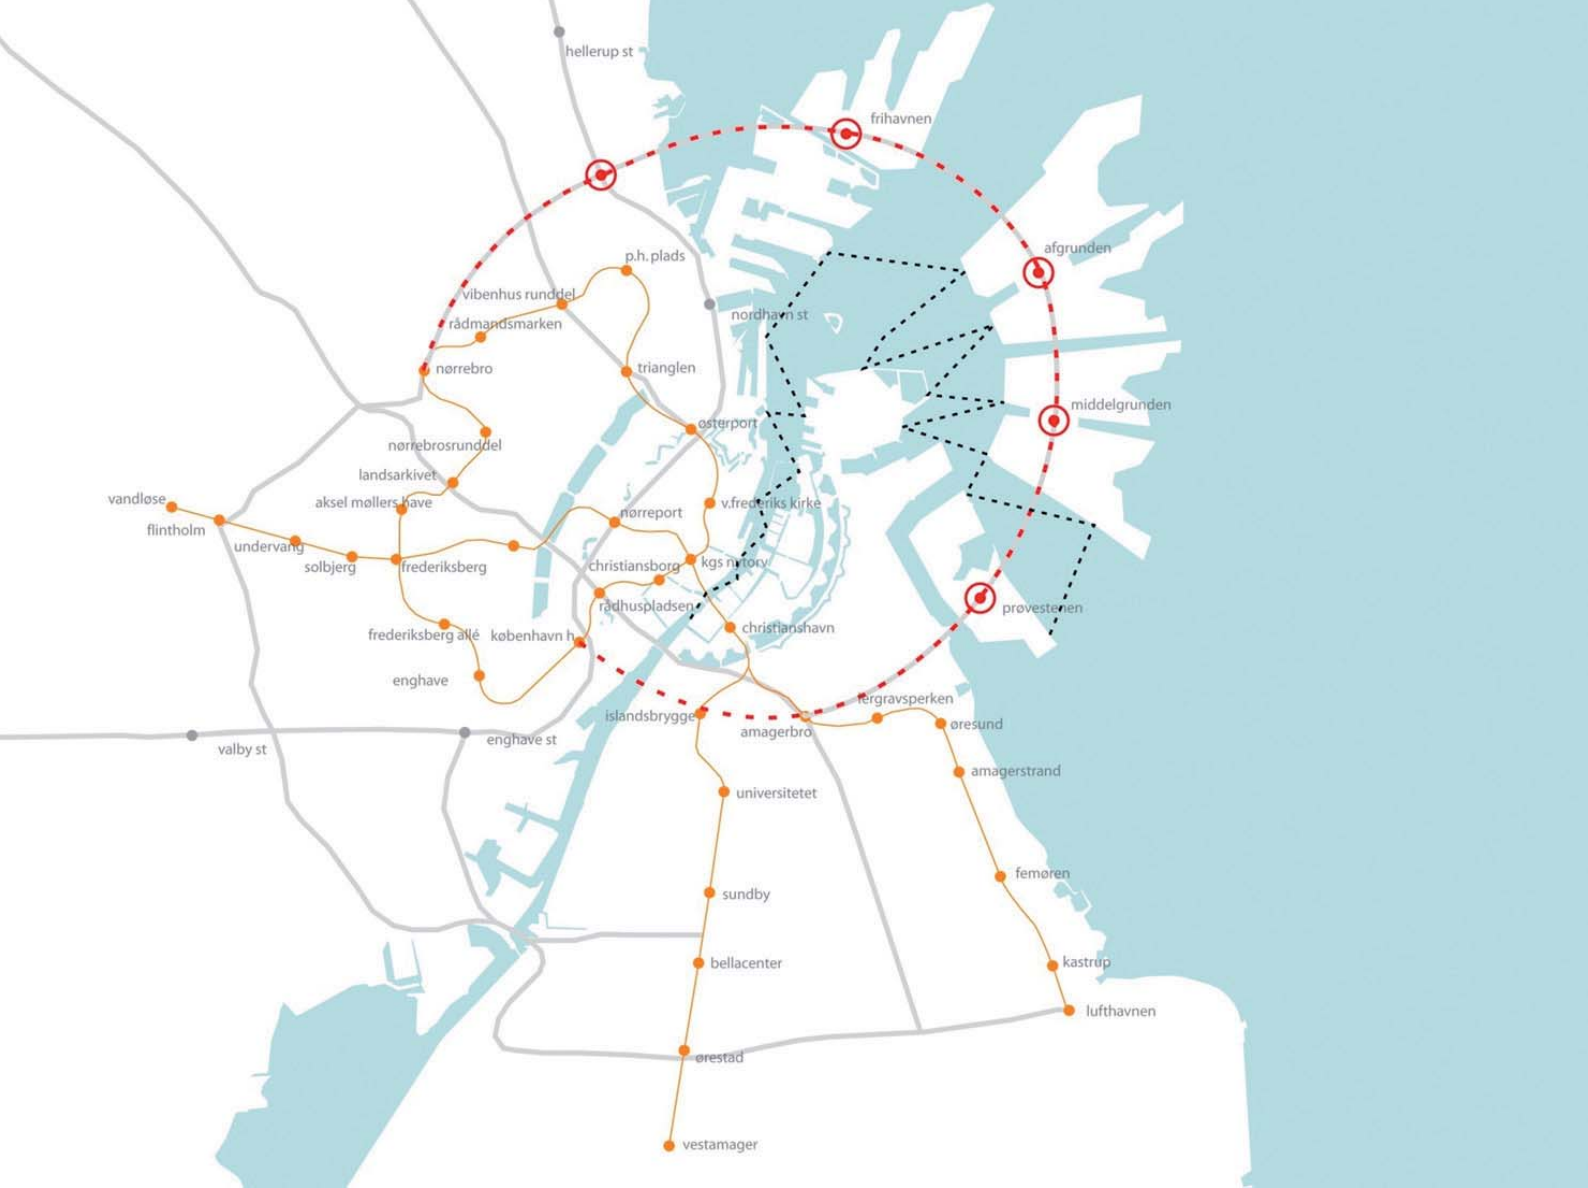 hellerup st
frihavnen
afgrunden
p.h. plads
vibenhus runddel
nordhavn st
rådmandsmarken
nørrebro
trianglen
middelgrunden
østerport
nørrebrosrunddel
landsarkivet
vandløse
aksel møllers have
v.frederiks kirke
nørreport
flintholm
undervang
solbjerg
frederiksberg
christiansborg
kgs nytorv
rådhuspladsen
prøvestenen
frederiksberg allé
københavn h
christianshavn
enghave
lergravsperken
islandsbrygge
amagerbro
øresund
enghave st
valby st
amagerstrand
universitetet
femøren
sundby
bellacenter
kastrup
lufthavnen
ørestad
vestamager